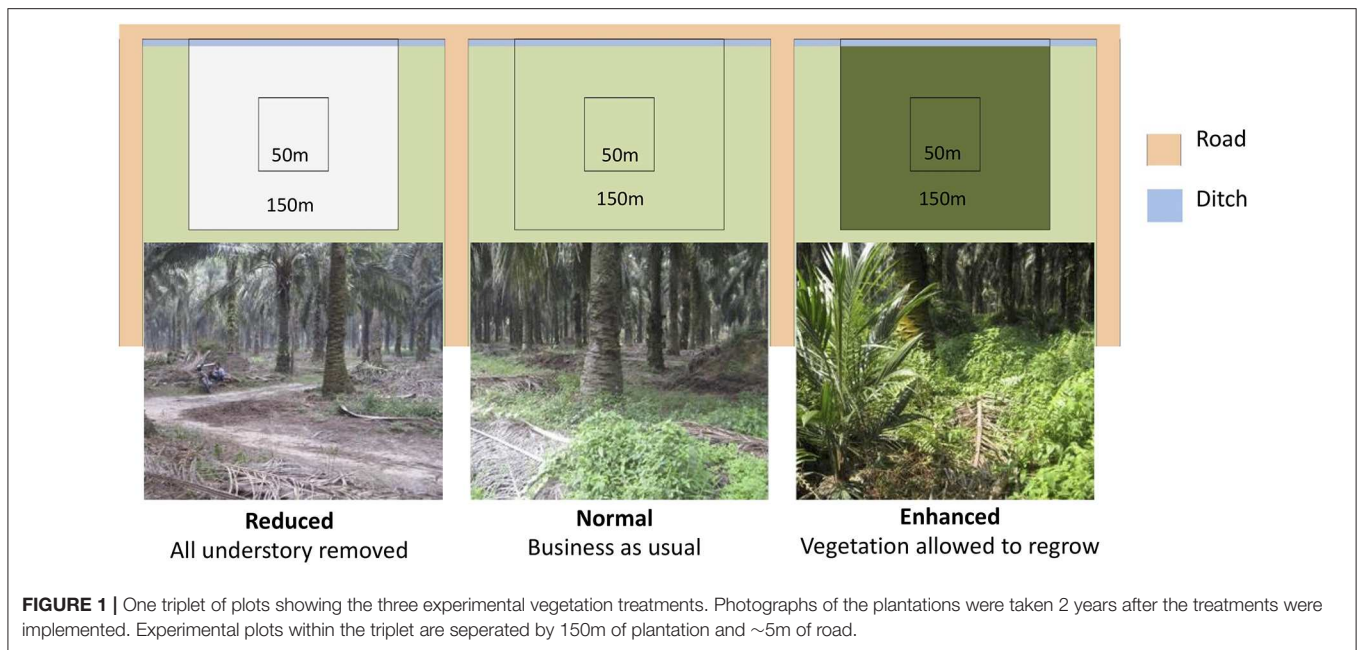 50m
150m
50m
150m
50m
150m
Road
Ditch
Reduced
All understory removed
Normal
Business as usual
Enhanced
Vegetation allowed to regrow
FIGURE 1 | One triplet of plots showing the three experimental vegetation treatments. Photographs of the plantations were taken 2 years after the treatments were
implemented. Experimental plots within the triplet are seperated by 150m of plantation and ∼5m of road.